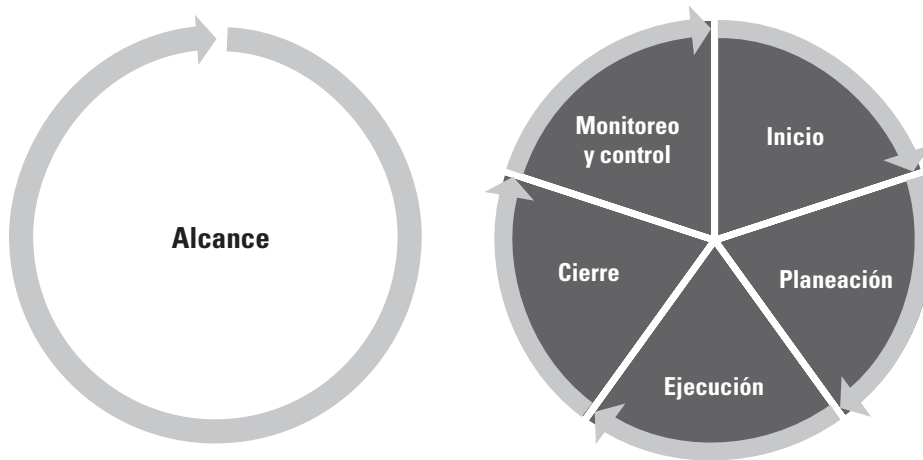 Alcance
Monitoreo
y control
Inicio
Cierre
Planeación
Ejecución